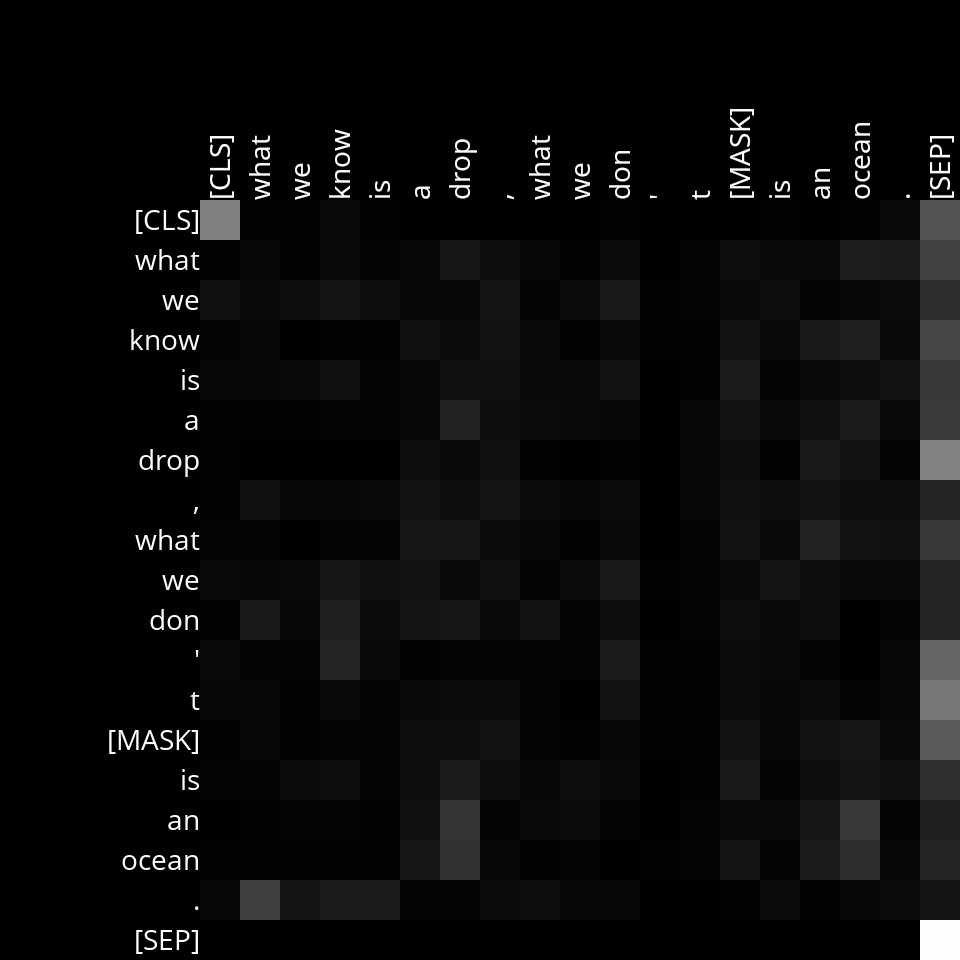 [CLS] what we know is a drop , what we don ' t [MASK] is an ocean . [SEP]
[CLS]
what
we
know
is
a
drop
,
what
we
don
'
t
[MASK]
is
an
ocean
.
[SEP]